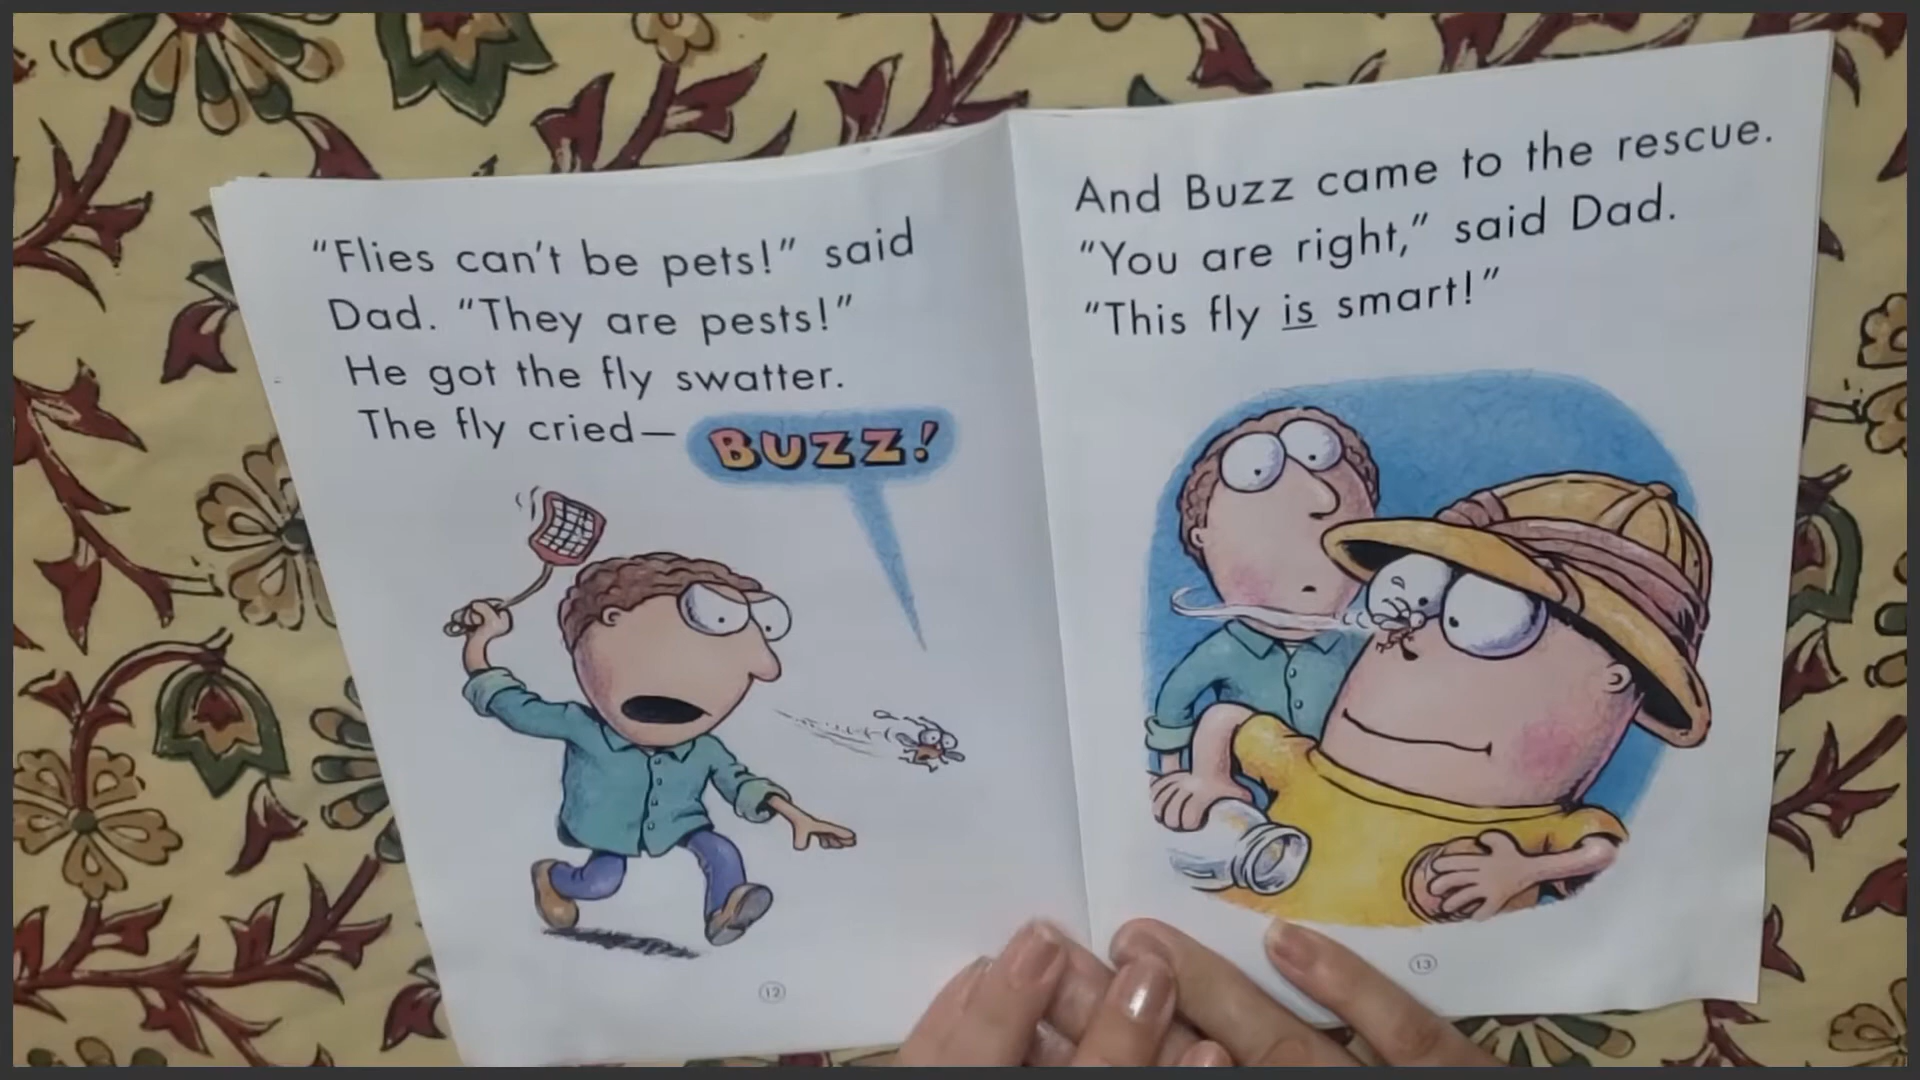 "Flies can't be pets!" said
Dad. "They are pests!"
He got the fly swatter.
The fly cried— BUZZ!
12
And Buzz came to the rescue.
"You are right," said Dad.
"This fly is smart!"
13